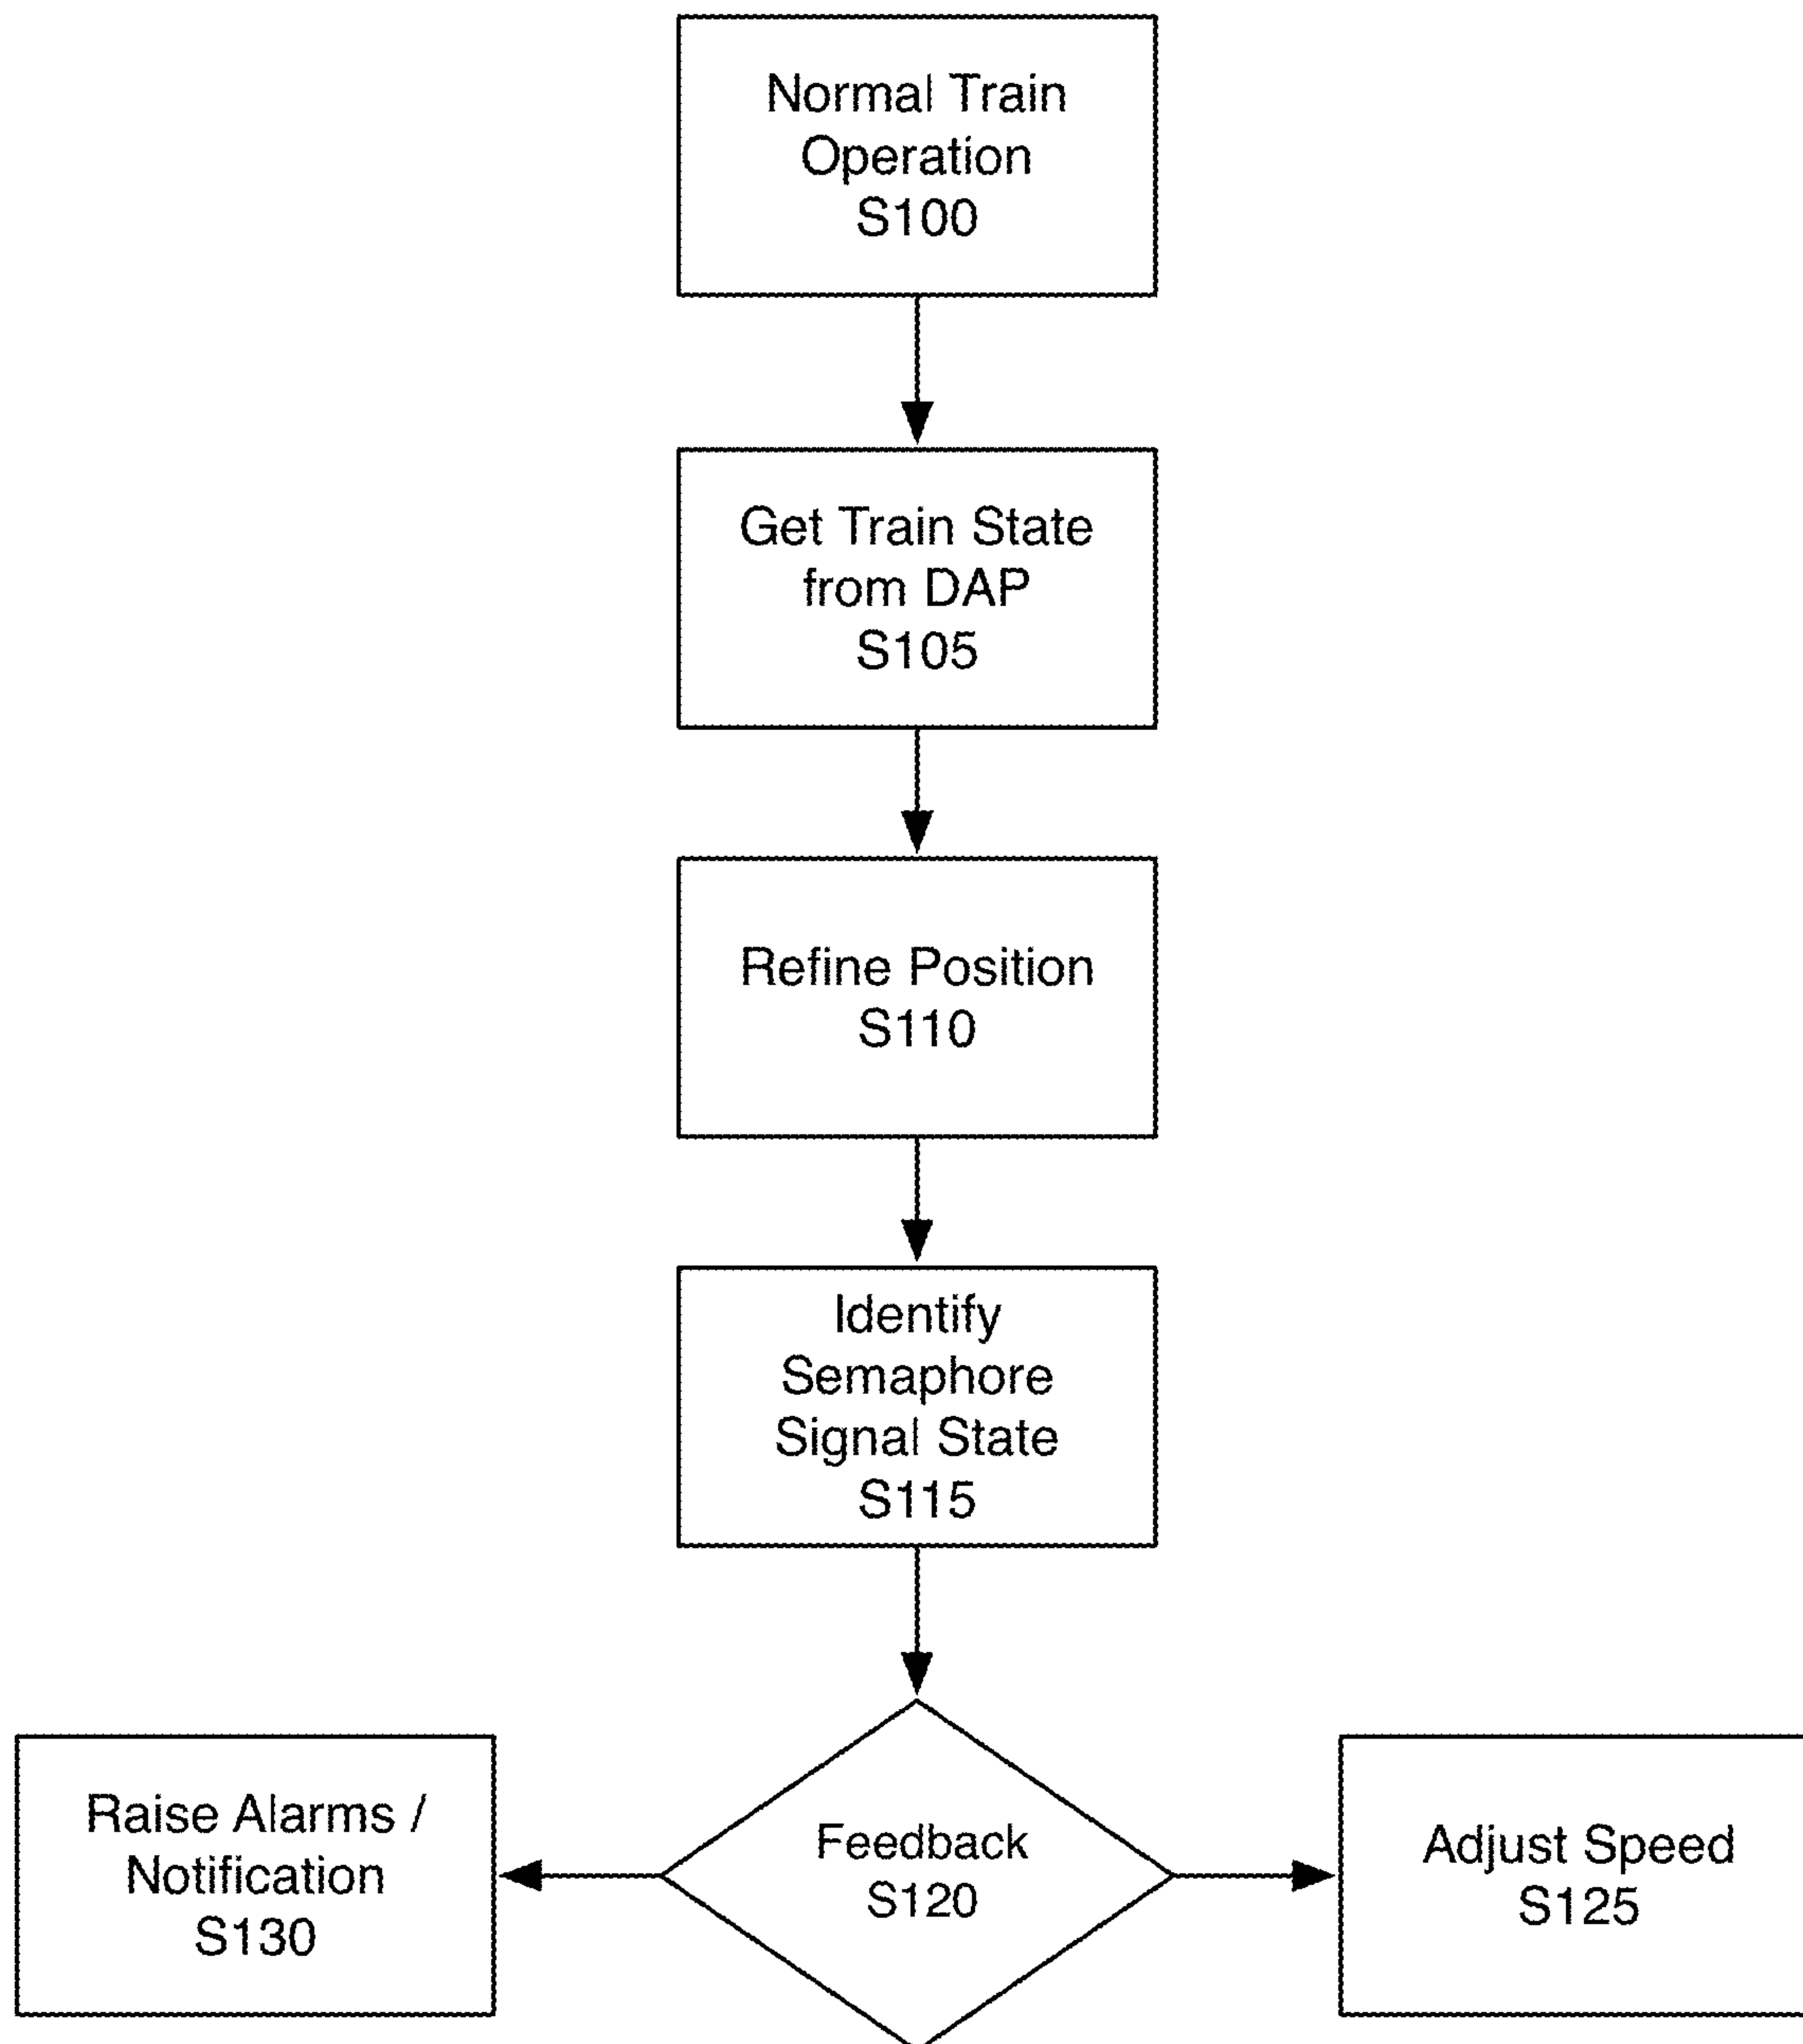 Normal Train
Operation
S100
Get Train State
from DAP
S105
Refine Position
S110
Identify
Semaphore
Signal State
S115
Raise Alarms /
Notification
S130
Feedback
S120
Adjust Speed
S125